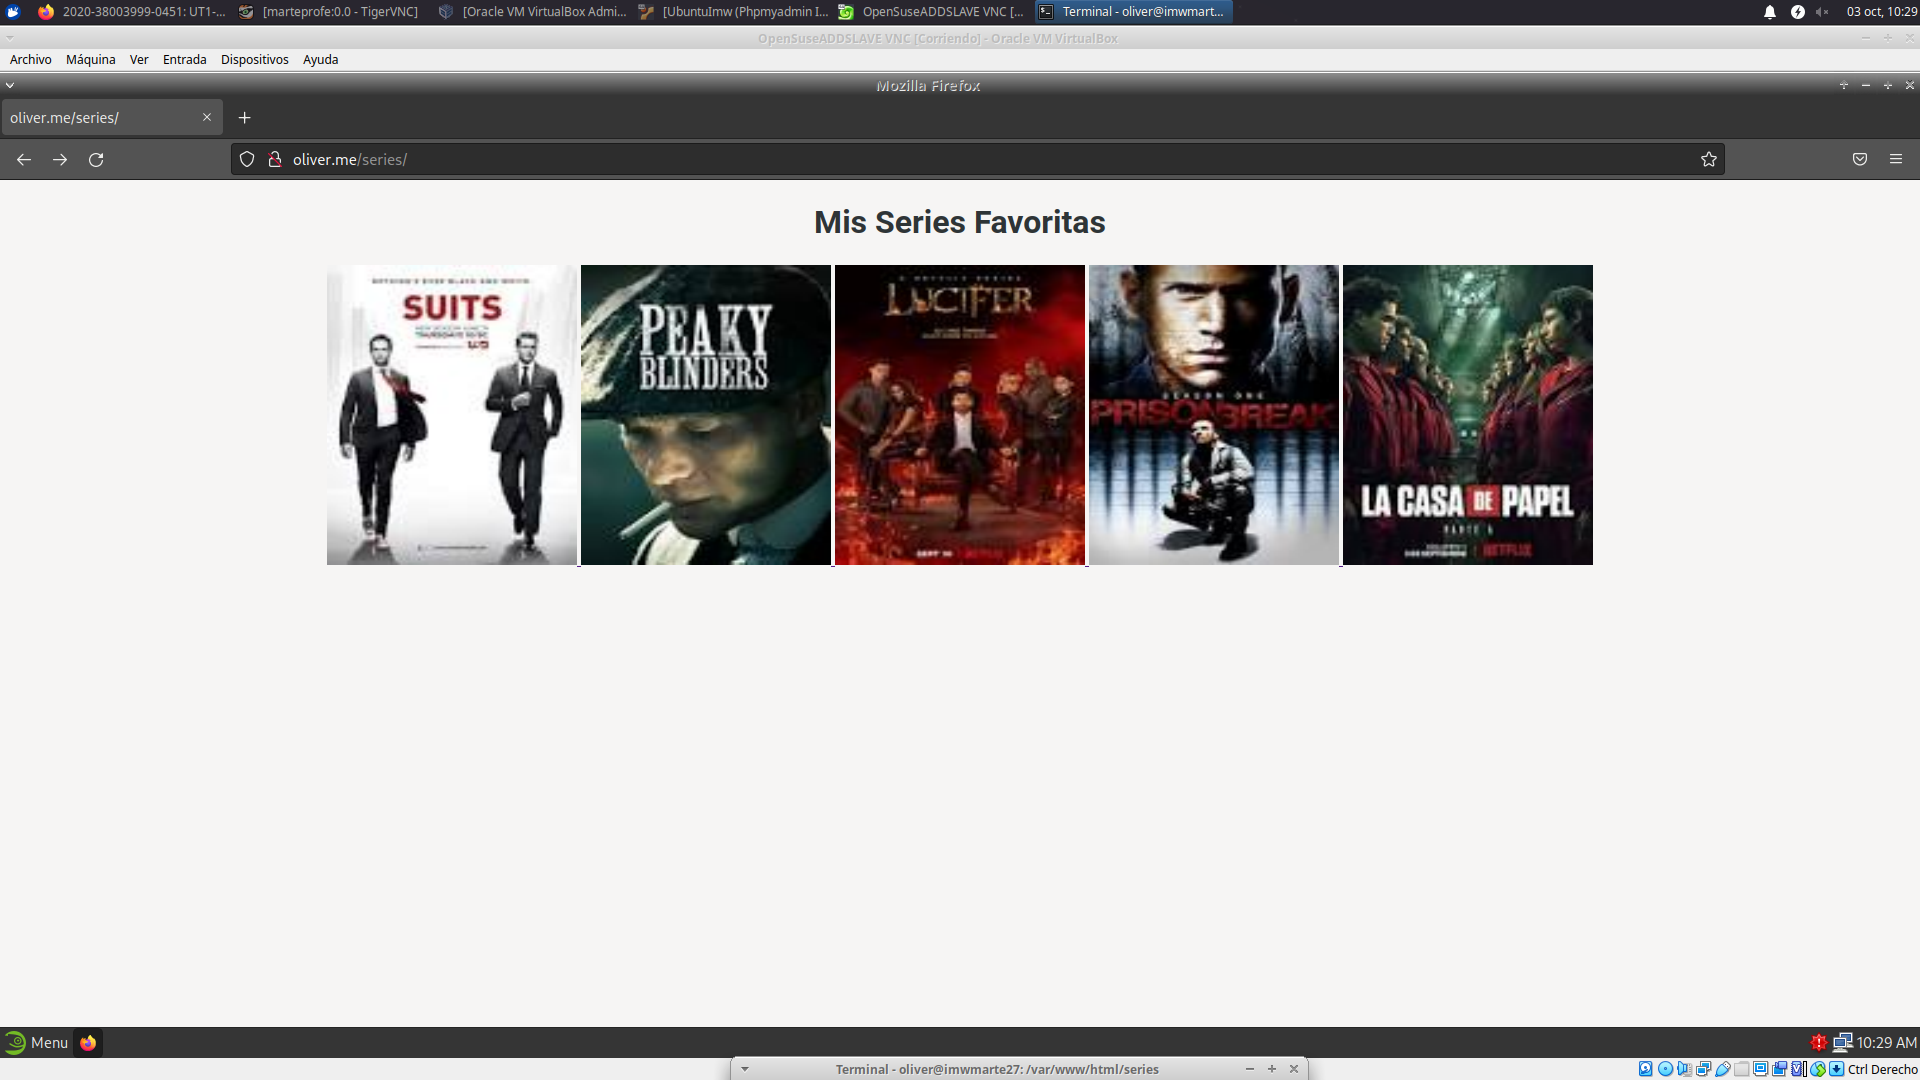 2020-38003999-0451: UT1-...
[marteprofe:0.0 - TigerVNC]
[Oracle VM VirtualBox Admi...
[UbuntuImw (Phpmyadmin I...
OpenSuseADDSLAVE VNC [...
Terminal - oliver@imwmart...
03 oct, 10:29
OpenSuseADDSLAVE VNC [Corriendo] - Oracle VM VirtualBox
Archivo Máquina Ver Entrada Dispositivos Ayuda
Mozilla Firefox
oliver.me/series/
oliver.me/series/
Mis Series Favoritas
SUITS
PEAKY
BLINDERS
LUCIFER
SEASON ONE
PRISON BREAK
LA CASA DE PAPEL
NETFLIX
Menu
10:29 AM
Terminal - oliver@imwmarte27: /var/www/html/series
Ctrl Derecho